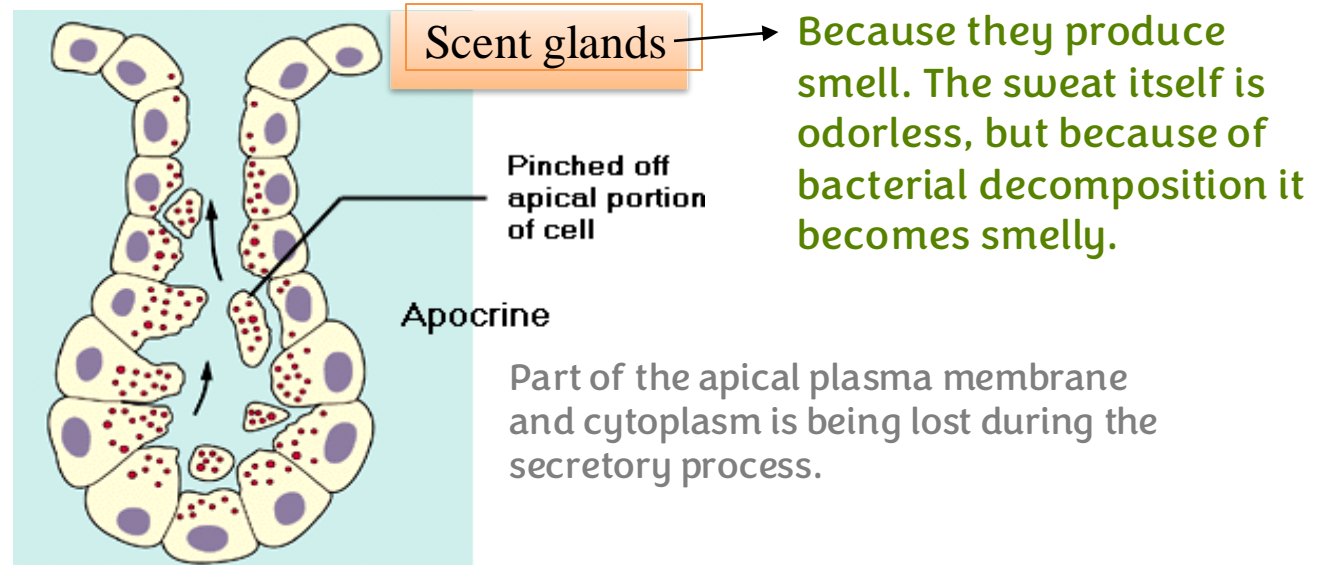 Scent glands
Because they produce
smell. The sweat itself is
odorless, but because of
bacterial decomposition it
becomes smelly.
Pinched off
apical portion
of cell
Apocrine
Part of the apical plasma membrane
and cytoplasm is being lost during the
secretory process.